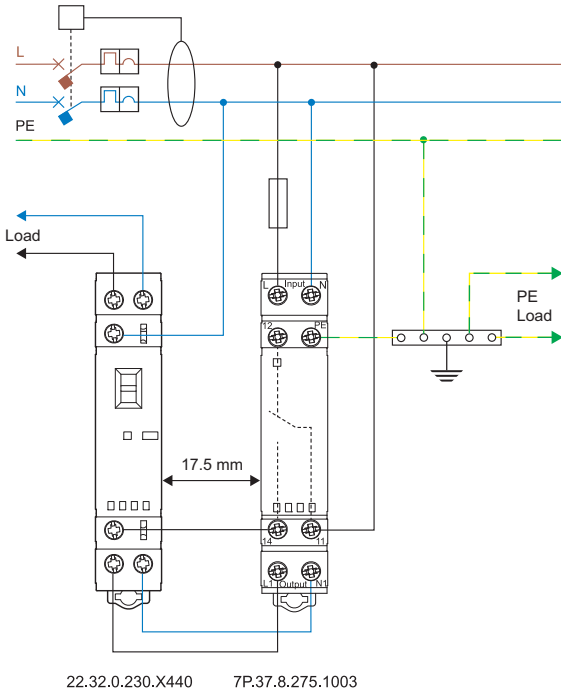 L
N
PE
Load
L Input N
12 PE
PE
Load
17.5 mm
14 11
L1 Output N1
22.32.0.230.X440 7P.37.8.275.1003